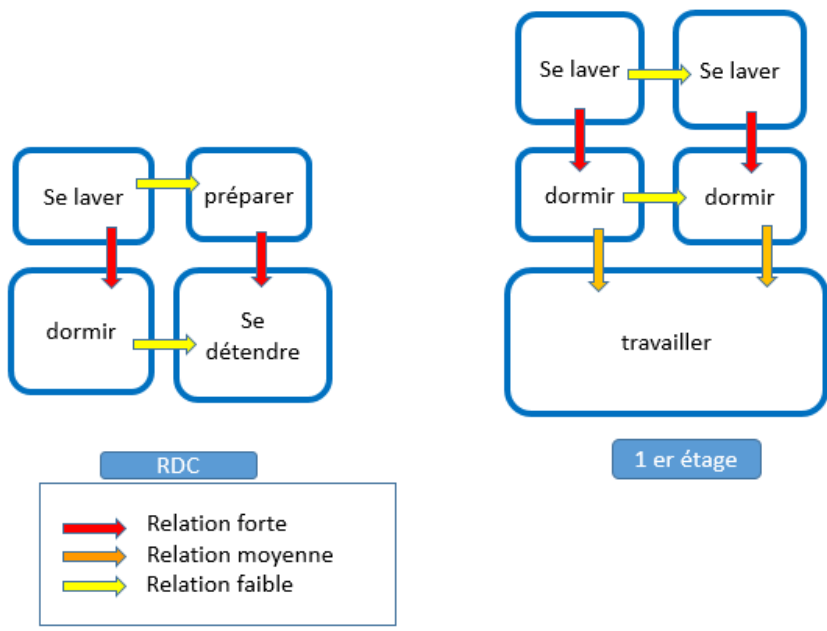 Se laver
préparer
dormir
Se
détendre
RDC
Se laver
Se laver
dormir
dormir
travailler
1 er étage
Relation forte
Relation moyenne
Relation faible